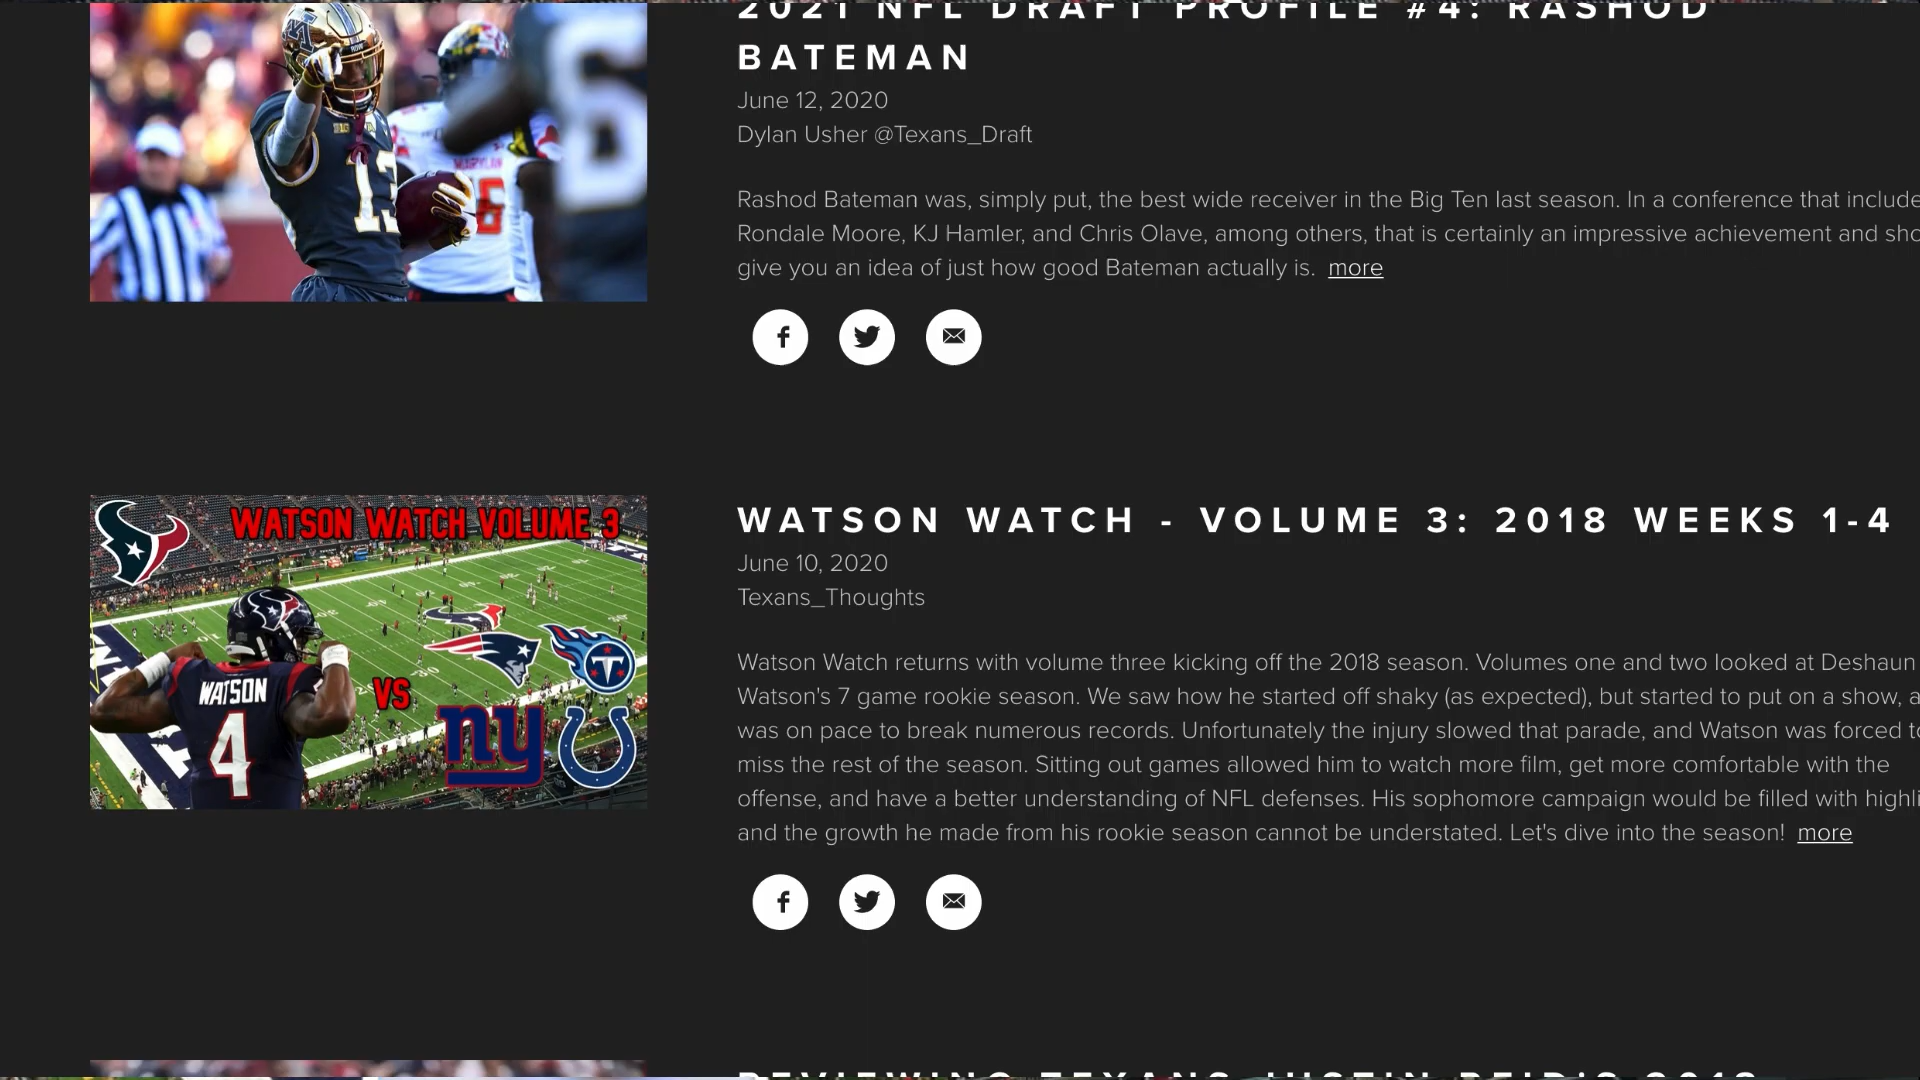 2021 NFL DRAFT PROFILE #4: RASHOD
BATEMAN
June 12, 2020
Dylan Usher @Texans_Draft
Rashod Bateman was, simply put, the best wide receiver in the Big Ten last season. In a conference that include
Rondale Moore, KJ Hamler, and Chris Olave, among others, that is certainly an impressive achievement and sho
give you an idea of just how good Bateman actually is. more
13
6
WATSON WATCH VOLUME 3
WATSON
4
VS
ny
T
WATSON WATCH - VOLUME 3: 2018 WEEKS 1-4
June 10, 2020
Texans_Thoughts
Watson Watch returns with volume three kicking off the 2018 season. Volumes one and two looked at Deshaun
Watson's 7 game rookie season. We saw how he started off shaky (as expected), but started to put on a show, a
was on pace to break numerous records. Unfortunately the injury slowed that parade, and Watson was forced to
miss the rest of the season. Sitting out games allowed him to watch more film, get more comfortable with the
offense, and have a better understanding of NFL defenses. His sophomore campaign would be filled with highli
and the growth he made from his rookie season cannot be understated. Let's dive into the season! more
REVIEWING TEXANS JUSTIN REID'S 2018